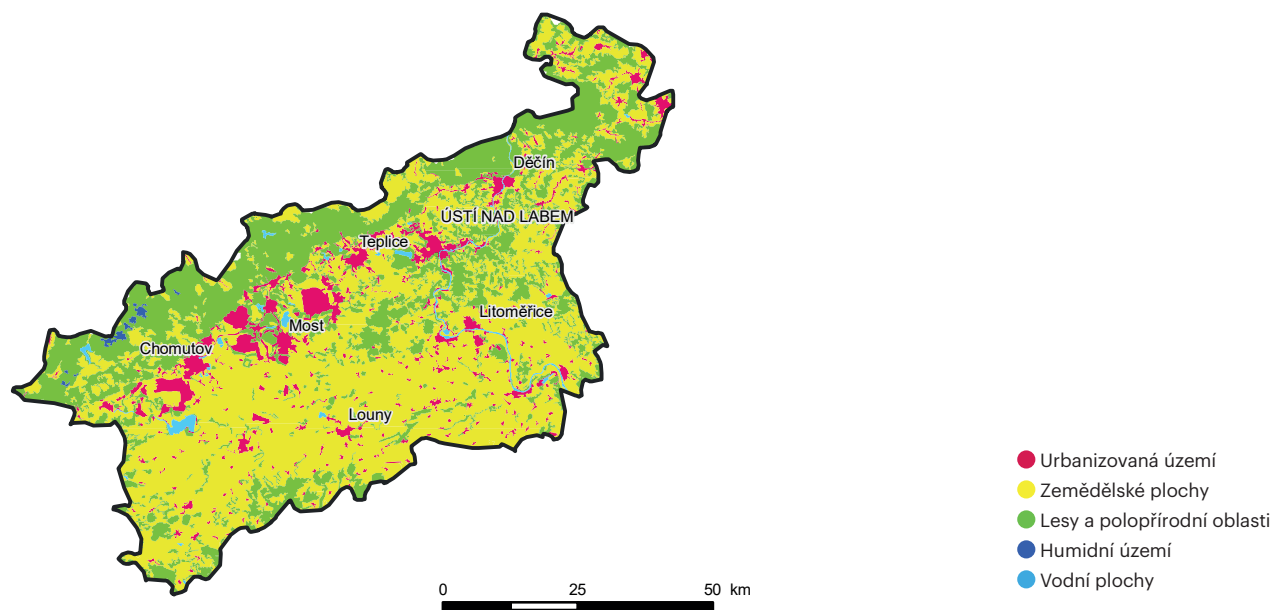 Děčín
ÚSTÍ NAD LABEM
Teplice
Litoměřice
Most
Chomutov
Louny
Urbanizovaná území
Zemědělské plochy
Lesy a polopřírodní oblasti
Humidní území
Vodní plochy
0 25 50 km